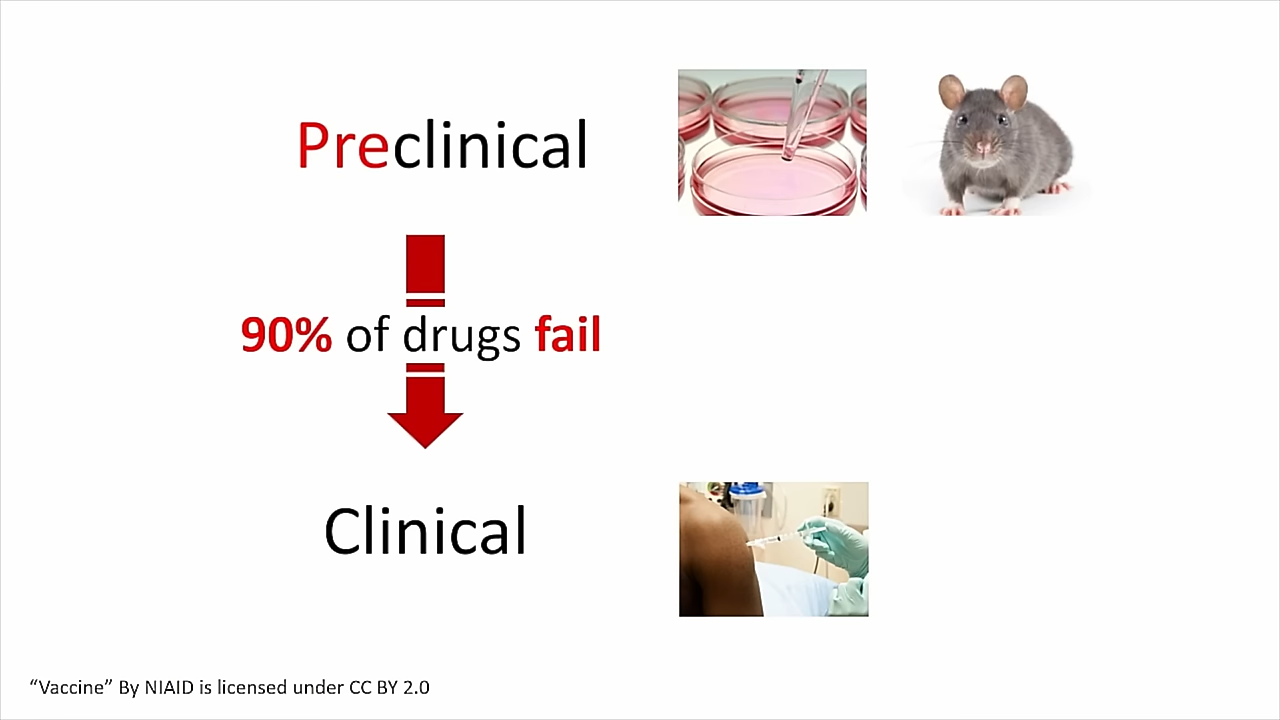 Preclinical
90% of drugs fail
Clinical
“Vaccine” By NIAID is licensed under CC BY 2.0